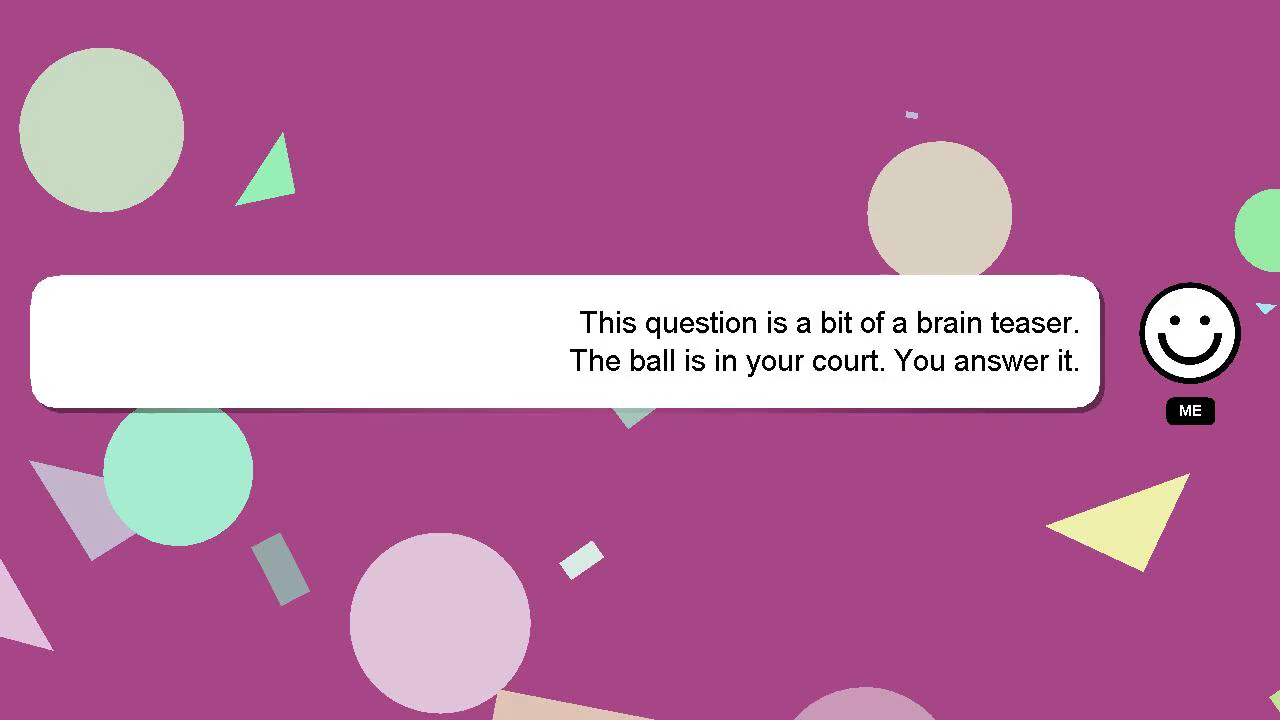 This question is a bit of a brain teaser.
The ball is in your court. You answer it.
ME